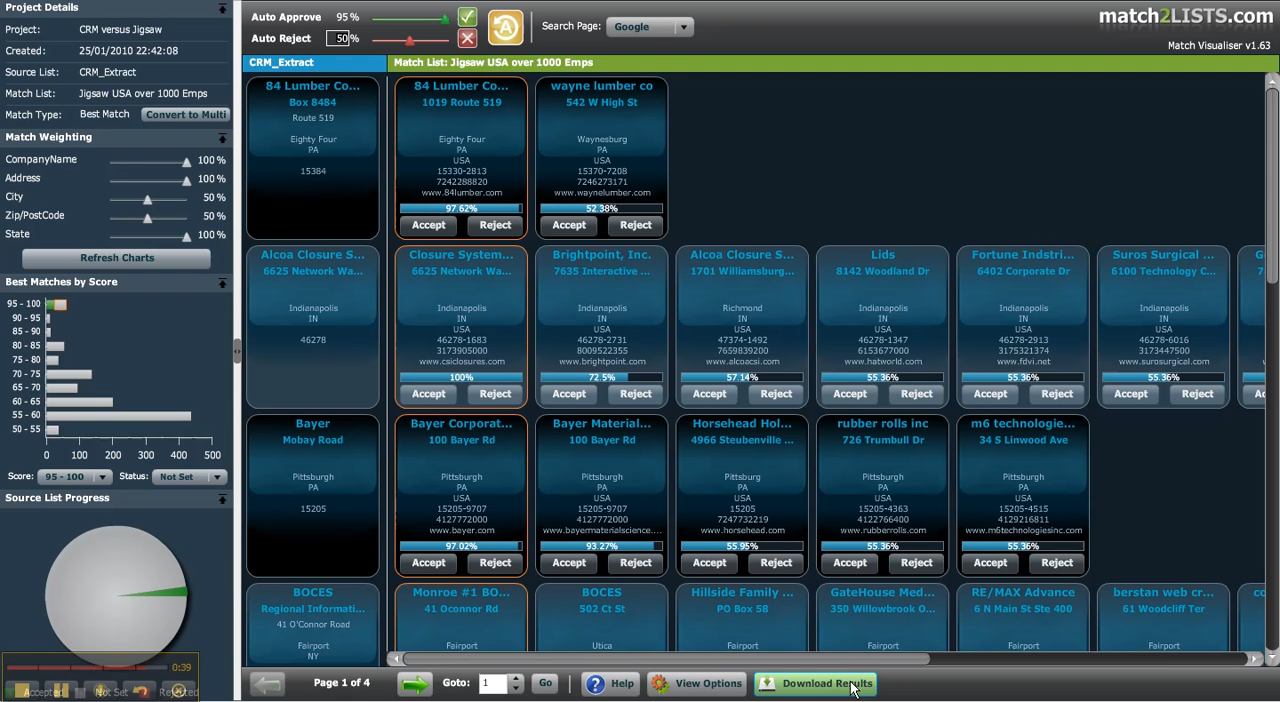 Project Details
Project: CRM versus Jigsaw
Created: 25/01/2010 22:42:08
Source List: CRM_Extract
Match List: Jigsaw USA over 1000 Emps
Match Type: Best Match Convert to Multi
Match Weighting
CompanyName 100 %
Address 100 %
City 50 %
Zip/PostCode 50 %
State 100 %
Refresh Charts
Best Matches by Score
95 - 100
90 - 95
85 - 90
80 - 85
75 - 80
70 - 75
65 - 70
60 - 65
55 - 60
50 - 55
0 100 200 300 400 500
Score: 95 - 100 Status: Not Set
Source List Progress
0:39
Accepted Not Set Rejected
Auto Approve 95 %
Auto Reject 50 %
A
Search Page: Google
match2LISTS.com
Match Visualiser v1.63
CRM_Extract Match List: Jigsaw USA over 1000 Emps
84 Lumber Co...
Box 8484
Route 519
Eighty Four
PA
15384
84 Lumber Co...
1019 Route 519
Eighty Four
PA
USA
15330-2813
7242288820
www.84lumber.com
97.62%
Accept Reject
wayne lumber co
542 W High St
Waynesburg
PA
USA
15370-7208
7246273171
www.waynelumber.com
52.38%
Accept Reject
Alcoa Closure S...
6625 Network Wa...
Indianapolis
IN
46278
Closure System...
6625 Network Wa...
Indianapolis
IN
USA
46278-1683
3173905000
www.csiclosures.com
100%
Accept Reject
Brightpoint, Inc.
7635 Interactive ...
Indianapolis
IN
USA
46278-2731
8009522355
www.brightpoint.com
72.5%
Accept Reject
Alcoa Closure S...
1701 Williamsburg...
Richmond
IN
USA
47374-1492
7659839200
www.alcoacsi.com
57.14%
Accept Reject
Lids
8142 Woodland Dr
Indianapolis
IN
USA
46278-1347
6153677000
www.hatworld.com
55.36%
Accept Reject
Fortune Indstri...
6402 Corporate Dr
Indianapolis
IN
USA
46278-2913
3175321374
www.fdvi.net
55.36%
Accept Reject
Suros Surgical ...
6100 Technology C...
Indianapolis
IN
USA
46278-6016
3173447500
www.surosurgical.com
55.36%
Accept Reject
Bayer
Mobay Road
Pittsburgh
PA
15205
Bayer Corporat...
100 Bayer Rd
Pittsburgh
PA
USA
15205-9707
4127772000
www.bayer.com
97.02%
Accept Reject
Bayer Material...
100 Bayer Rd
Pittsburgh
PA
USA
15205-9707
4127772000
www.bayermaterialscience....
93.27%
Accept Reject
Horsehead Hol...
4966 Steubenville ...
Pittsburg
PA
USA
15205
7247732219
www.horsehead.com
55.95%
Accept Reject
rubber rolls inc
726 Trumbull Dr
Pittsburgh
PA
USA
15205-4363
4122766400
www.rubberrolls.com
55.36%
Accept Reject
m6 technologie...
34 S Linwood Ave
Pittsburgh
PA
USA
15205-4515
4129216811
www.m6technologiesinc.com
55.36%
Accept Reject
BOCES
Regional Informati...
41 O'Connor Road
Fairport
NY
Monroe #1 BO...
41 Oconnor Rd
Fairport
BOCES
502 Ct St
Utica
Hillside Family ...
PO Box 58
Fairport
GateHouse Med...
350 Willowbrook O...
Fairport
RE/MAX Advance
6 N Main St Ste 400
Fairport
berstan web cr...
61 Woodcliff Ter
Fairport
Page 1 of 4 Goto: 1 Go ? Help View Options Download Results